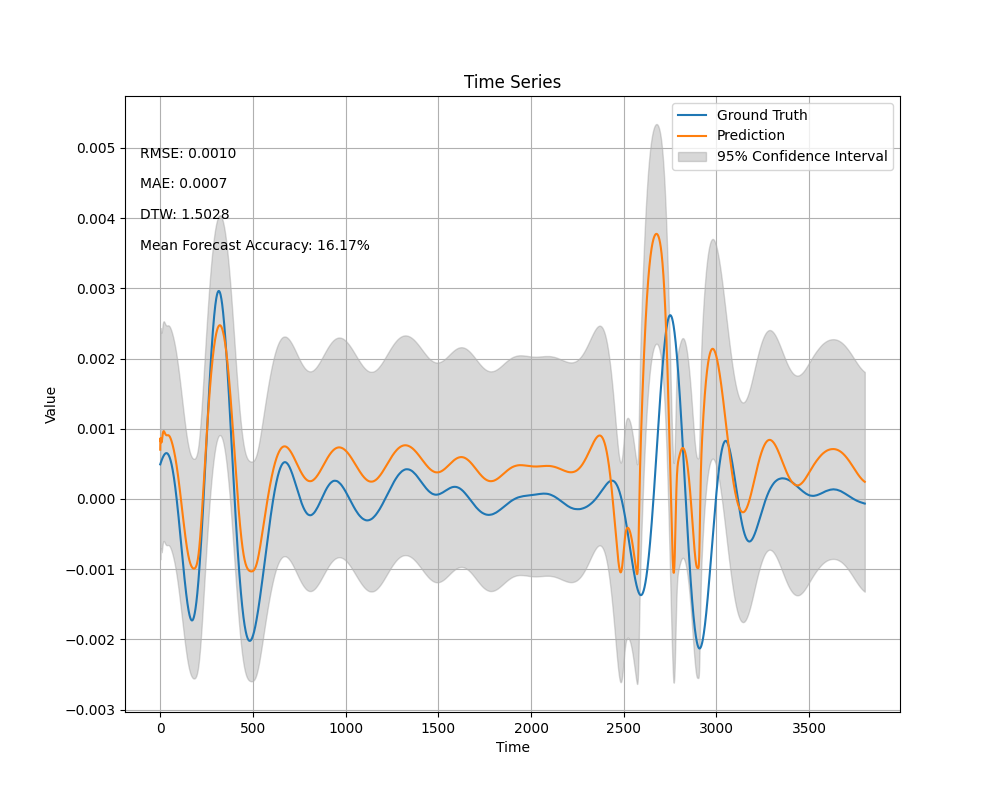 Time Series
Ground Truth
Prediction
95% Confidence Interval
RMSE: 0.0010
MAE: 0.0007
DTW: 1.5028
Mean Forecast Accuracy: 16.17%
0.005
0.004
0.003
0.002
0.001
0.000
−0.001
−0.002
−0.003
Value
0 500 1000 1500 2000 2500 3000 3500
Time